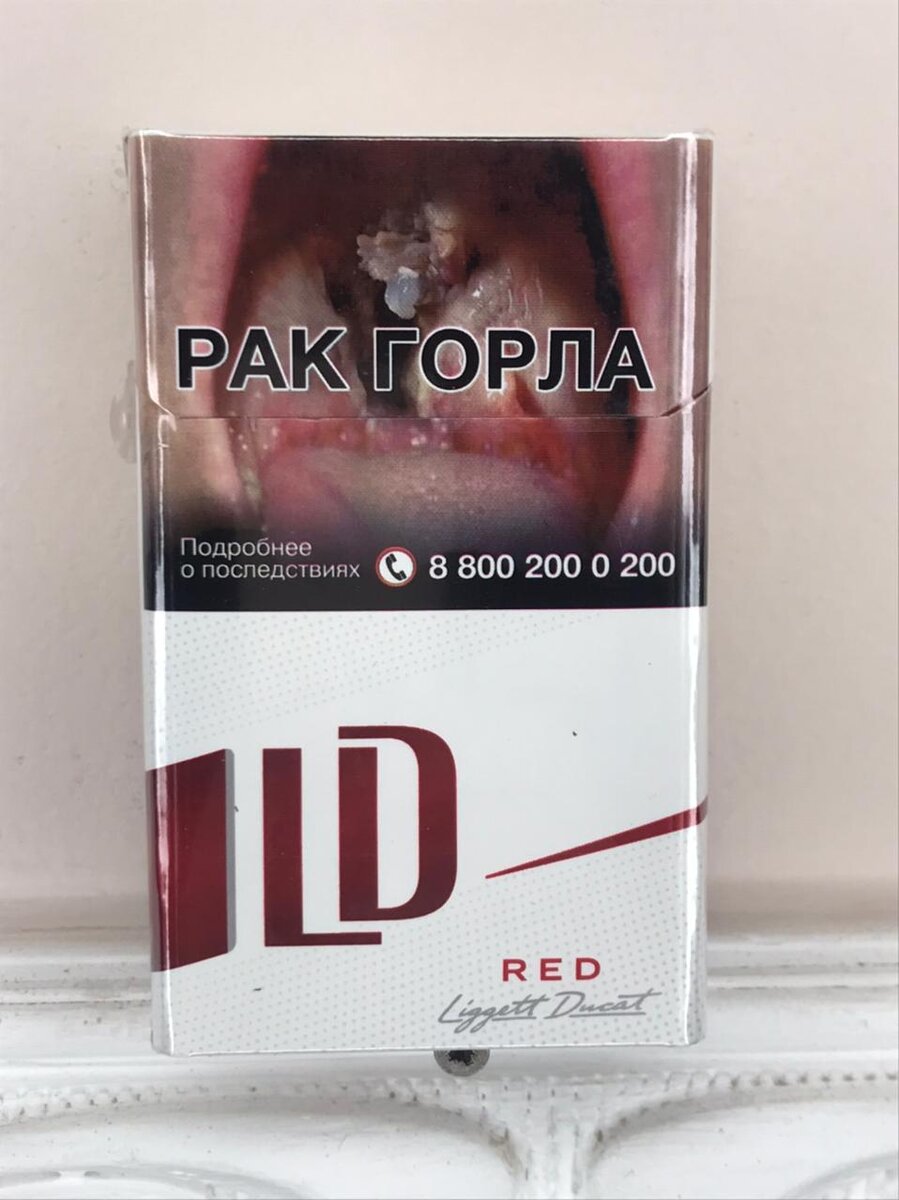 РАК ГОРЛА
Подробнее
о последствиях 8 800 200 0 200
LD
RED
Liggett Ducat